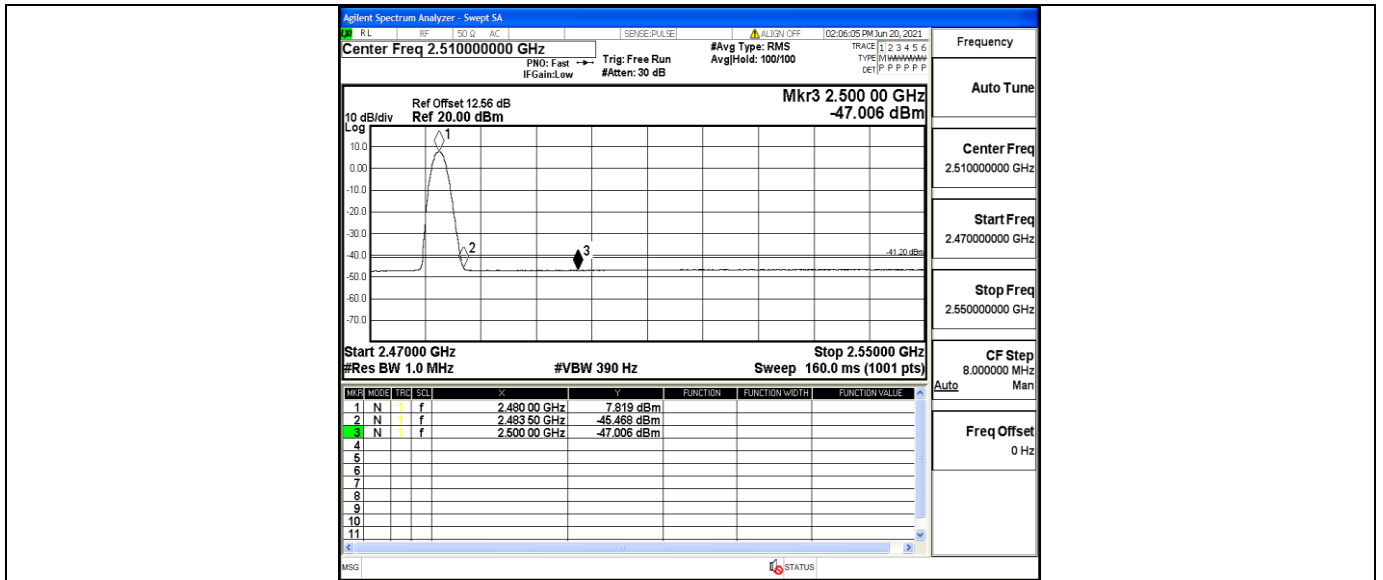 Agilent Spectrum Analyzer - Swept SA
LXI RL RF 50 Ω AC SENSE:PULSE ALIGN OFF 02:06:05 PM Jun 20, 2021
Center Freq 2.510000000 GHz
PNO: Fast
IFGain:Low
Trig: Free Run
#Atten: 30 dB
#Avg Type: RMS
Avg|Hold: 100/100
TRACE 1 2 3 4 5 6
TYPE M WWWWW
DET P P P P P P
Mkr3 2.500 00 GHz
-47.006 dBm
Ref Offset 12.56 dB
10 dB/div Ref 20.00 dBm
Log
10.0
0.00
-10.0
-20.0
-30.0
-40.0
-50.0
-60.0
-70.0
1
2
3
-41.20 dBm
Start 2.47000 GHz Stop 2.55000 GHz
#Res BW 1.0 MHz #VBW 390 Hz Sweep 160.0 ms (1001 pts)
MKR MODE TRC SCL X Y FUNCTION FUNCTION WIDTH FUNCTION VALUE
1 N 1 f 2.480 00 GHz 7.819 dBm
2 N 1 f 2.483 50 GHz -45.468 dBm
3 N 1 f 2.500 00 GHz -47.006 dBm
4
5
6
7
8
9
10
11
MSG STATUS
Frequency
Auto Tune
Center Freq
2.510000000 GHz
Start Freq
2.470000000 GHz
Stop Freq
2.550000000 GHz
CF Step
8.000000 MHz
Auto Man
Freq Offset
0 Hz